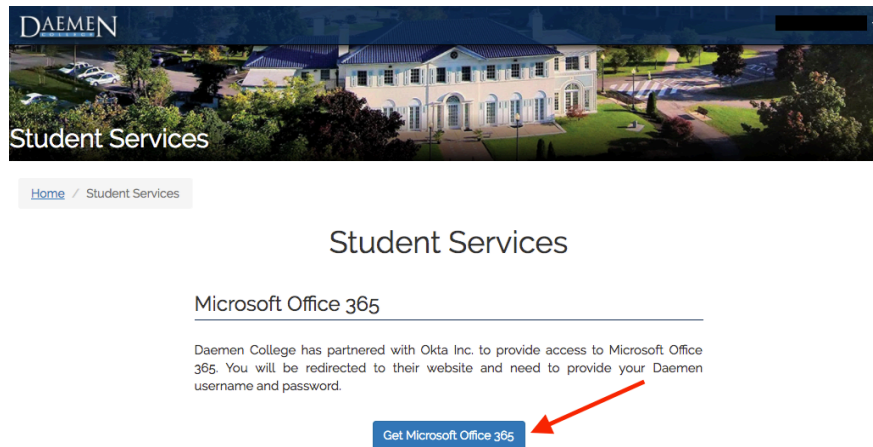 DAEMEN
COLLEGE
Student Services
Home / Student Services
Student Services
Microsoft Office 365
Daemen College has partnered with Okta Inc. to provide access to Microsoft Office
365. You will be redirected to their website and need to provide your Daemen
username and password.
Get Microsoft Office 365